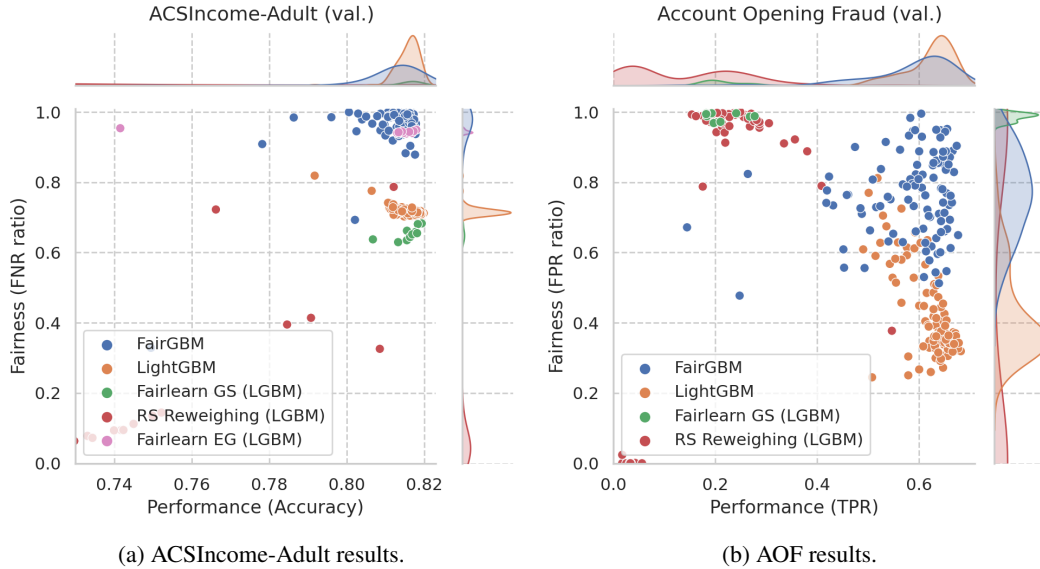 ACSIncome-Adult (val.)
1.0
0.8
0.6
0.4
0.2
0.0
Fairness (FNR ratio)
FairGBM
LightGBM
Fairlearn GS (LGBM)
RS Reweighing (LGBM)
Fairlearn EG (LGBM)
0.74
0.76
0.78
0.80
0.82
Performance (Accuracy)
(a) ACSIncome-Adult results.
Account Opening Fraud (val.)
1.0
0.8
0.6
0.4
0.2
0.0
Fairness (FPR ratio)
FairGBM
LightGBM
Fairlearn GS (LGBM)
RS Reweighing (LGBM)
0.0
0.2
0.4
0.6
Performance (TPR)
(b) AOF results.